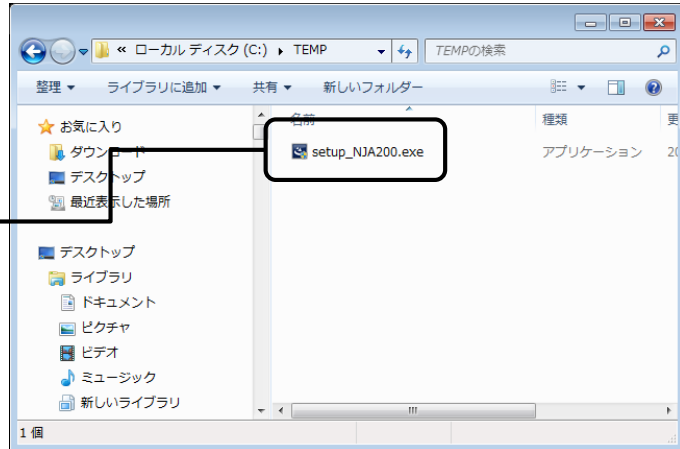 « ローカル ディスク (C:) ▸ TEMP
TEMPの検索
整理 ▼ ライブラリに追加 ▼ 共有 ▼ 新しいフォルダー
お気に入り
ダウンロード
デスクトップ
最近表示した場所
デスクトップ
ライブラリ
ドキュメント
ピクチャ
ビデオ
ミュージック
新しいライブラリ
名前 種類 更
setup_NJA200.exe アプリケーション 20
1 個